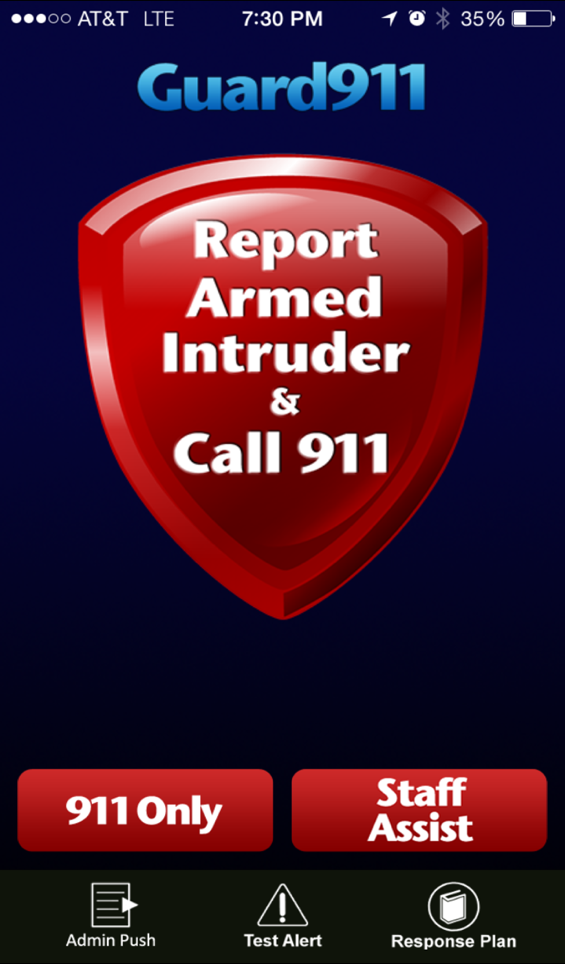 AT&T LTE 7:30 PM 35%
Guard911
Report
Armed
Intruder
&
Call 911
911 Only
Staff
Assist
Admin Push
Test Alert
Response Plan